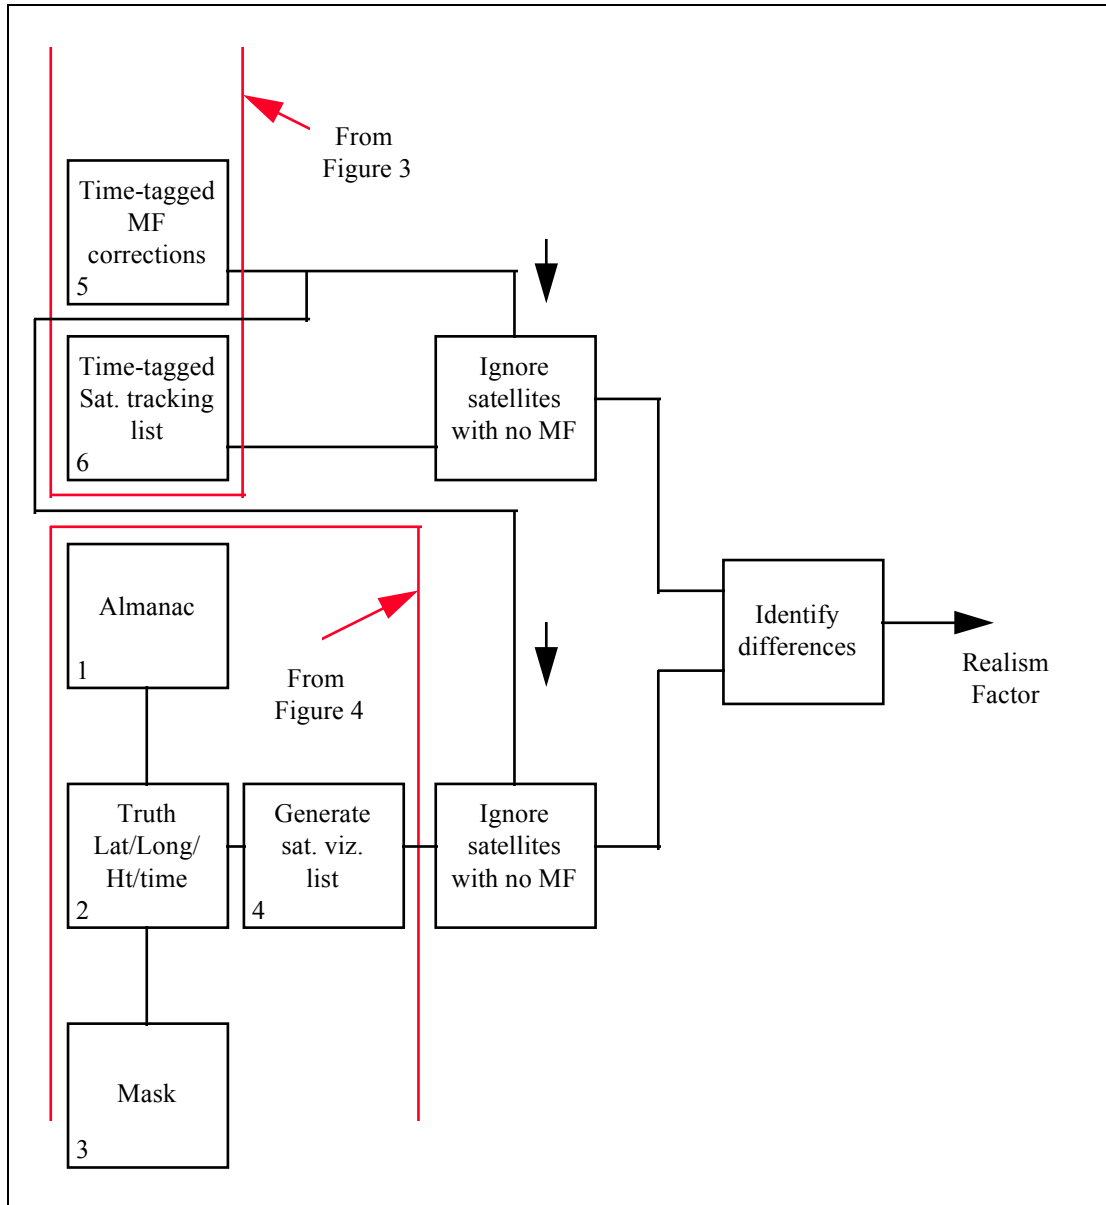 From
Figure 3
Time-tagged
MF
corrections
5
Time-tagged
Sat. tracking
list
6
Ignore
satellites
with no MF
Almanac
1
From
Figure 4
Identify
differences
Realism
Factor
Truth
Lat/Long/
Ht/time
2
Generate
sat. viz.
list
4
Ignore
satellites
with no MF
Mask
3